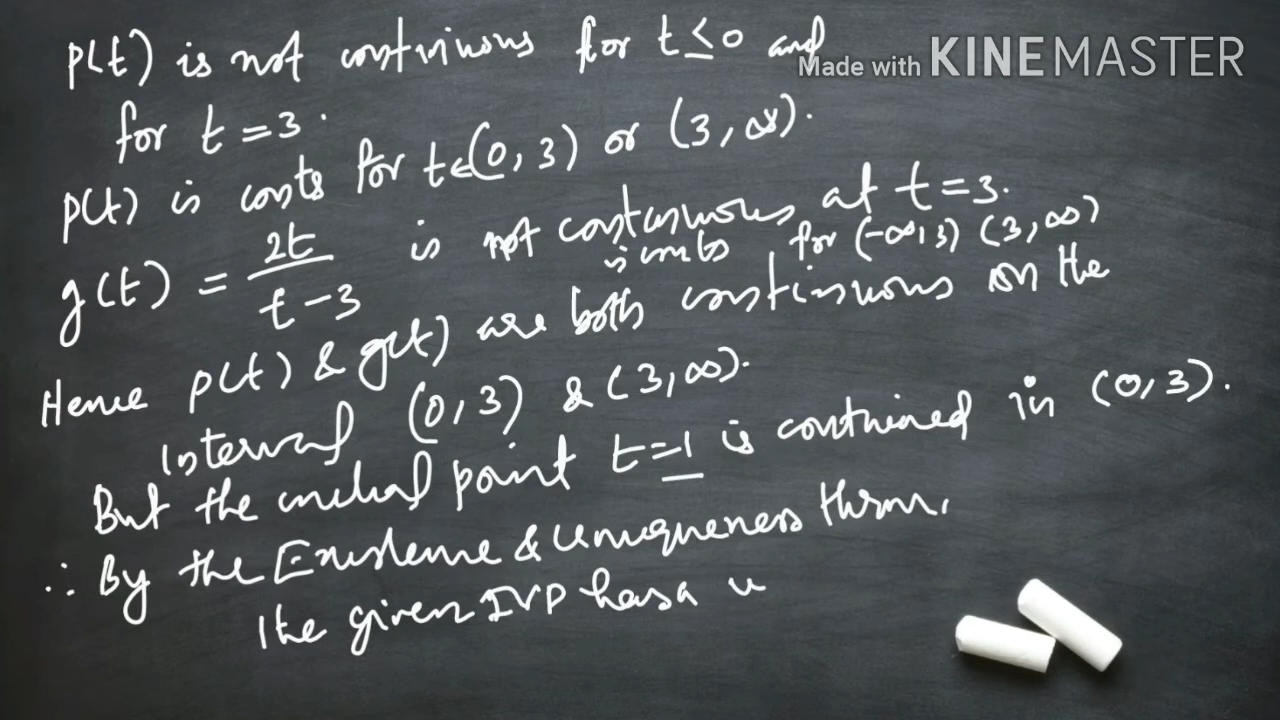 p(t) is not continuous for t ≤ 0 and
Made with KINEMASTER
for t = 3.
p(t) is conts for t∈(0, 3) or (3, ∞).
g(t) = 2t / t - 3 is not continuous at t = 3.
is conts for (-∞, 3) (3, ∞)
Hence p(t) & g(t) are both continuous on the
Interval (0, 3) & (3, ∞).
But the initial point t = 1 is contained in (0, 3).
∴ By the Existence & Uniqueness thrm,
the given IVP has a u